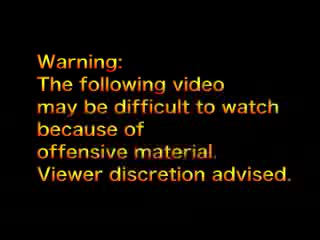 Warning:
The following video
may be difficult to watch
because of
offensive material.
Viewer discretion advised.